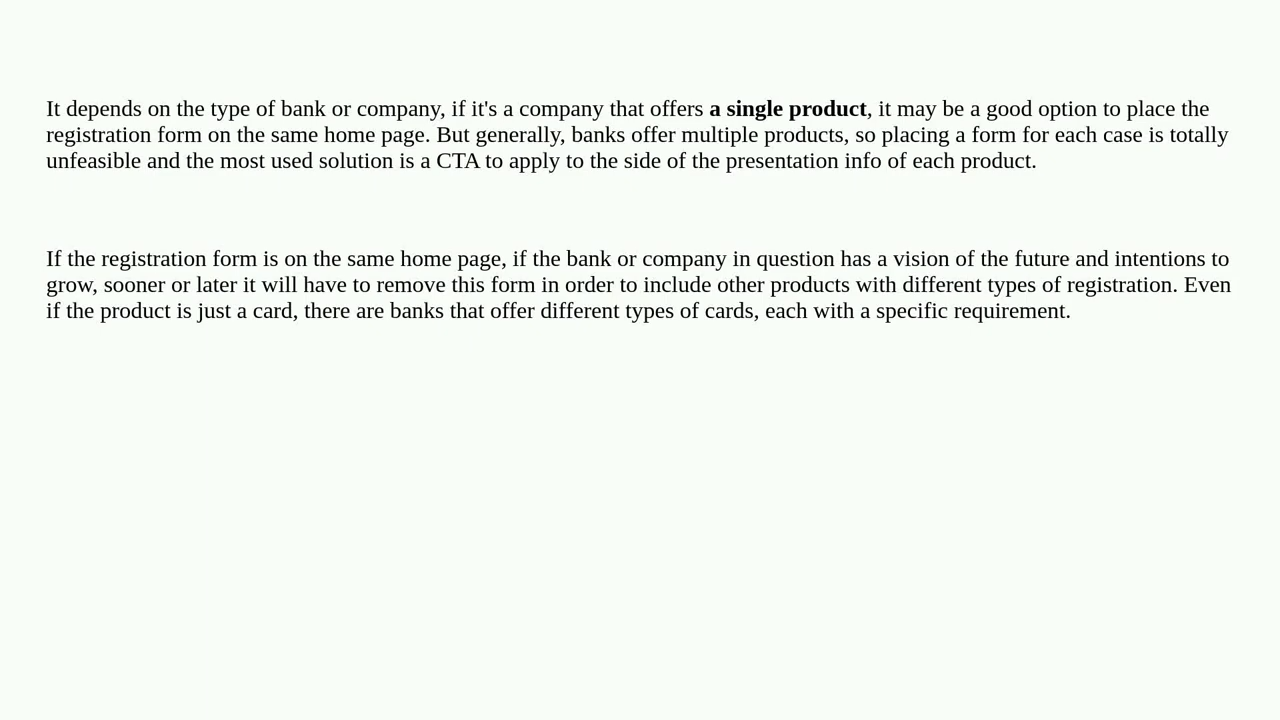 It depends on the type of bank or company, if it's a company that offers a single product, it may be a good option to place the
registration form on the same home page. But generally, banks offer multiple products, so placing a form for each case is totally
unfeasible and the most used solution is a CTA to apply to the side of the presentation info of each product.
If the registration form is on the same home page, if the bank or company in question has a vision of the future and intentions to
grow, sooner or later it will have to remove this form in order to include other products with different types of registration. Even
if the product is just a card, there are banks that offer different types of cards, each with a specific requirement.